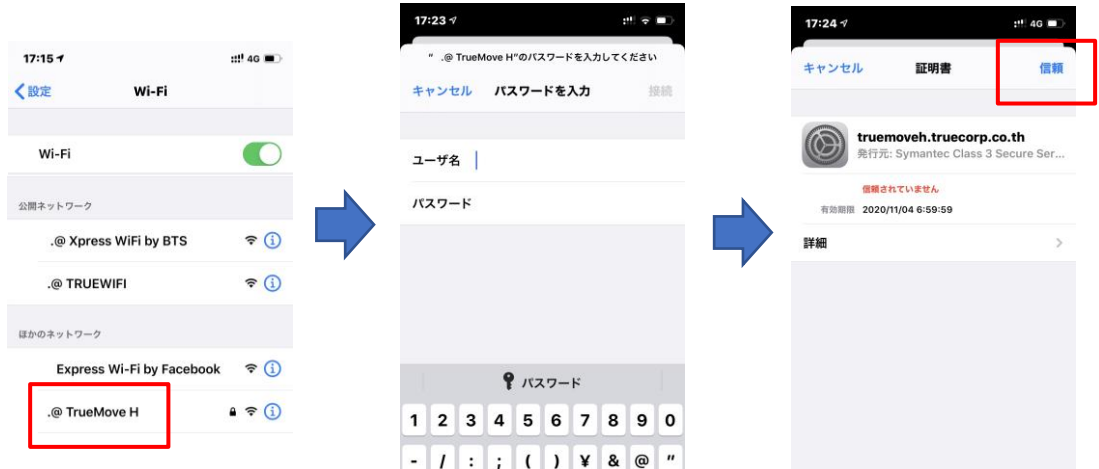 17:15
4G
設定
Wi-Fi
Wi-Fi
公開ネットワーク
.@ Xpress WiFi by BTS
.@ TRUEWIFI
ほかのネットワーク
Express Wi-Fi by Facebook
.@ TrueMove H
17:23
" .@ TrueMove H"のパスワードを入力してください
キャンセル
パスワードを入力
接続
ユーザ名
パスワード
パスワード
1 2 3 4 5 6 7 8 9 0
- / : ; ( ) ¥ & @ "
17:24
4G
キャンセル
証明書
信頼
truemoveh.truecorp.co.th
発行元: Symantec Class 3 Secure Ser...
信頼されていません
有効期限 2020/11/04 6:59:59
詳細